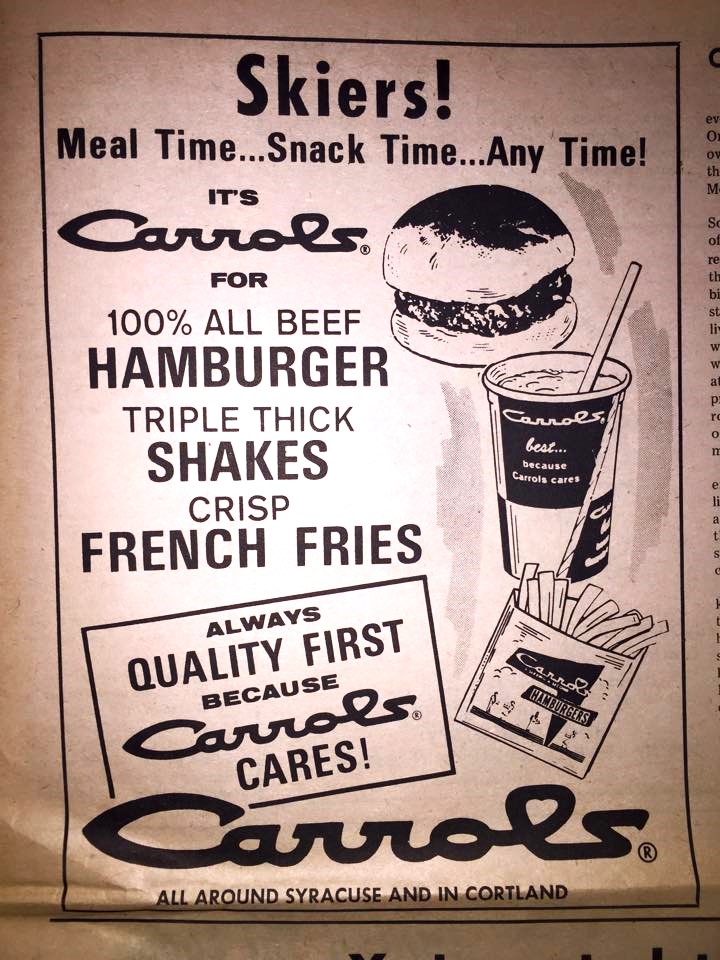 Skiers!
Meal Time...Snack Time...Any Time!
IT'S
Carrols®
FOR
100% ALL BEEF
HAMBURGER
TRIPLE THICK
SHAKES
CRISP
FRENCH FRIES
Carrols®
best...
because
Carrols cares
Carrols
HAMBURGERS
ALWAYS
QUALITY FIRST
BECAUSE
Carrols®
CARES!
Carrols®
ALL AROUND SYRACUSE AND IN CORTLAND